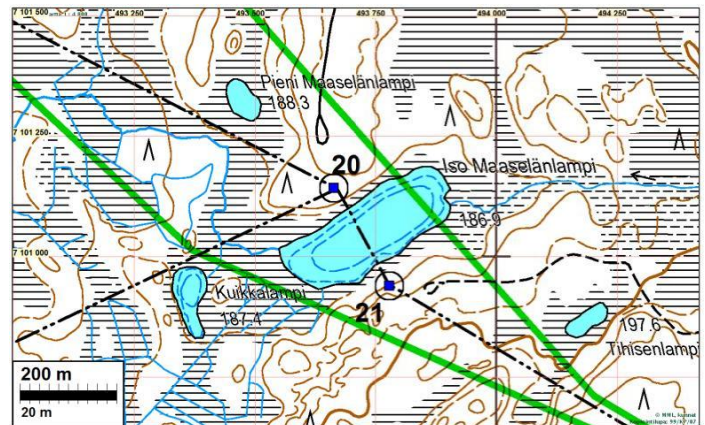 7 101 500
493 250
493 500
493 750
494 000
494 250
Pieni Maaselänlampi
188.3
7 101 250
20
Iso Maaselänlampi
186.9
7 101 000
Kuikkalampi
187.4
21
197.6
Tihisenlampi
200 m
20 m
© MML, kunnat